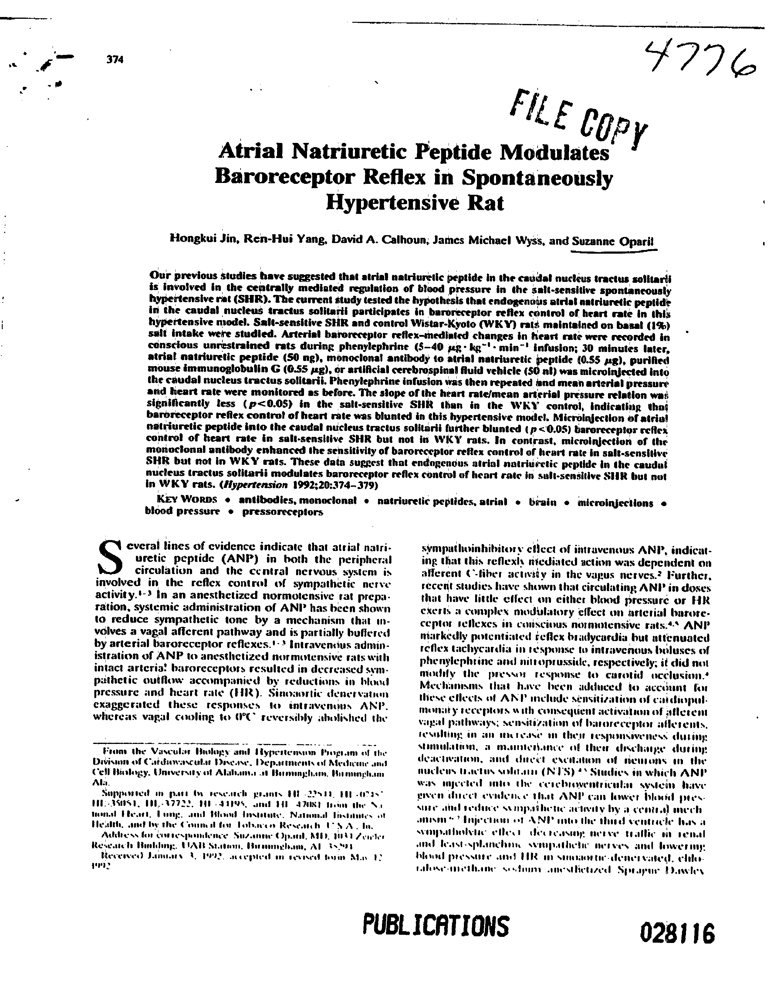 374
4776
FILE COPY
Atrial Natriuretic Peptide Modulates
Baroreceptor Reflex in Spontaneously
Hypertensive Rat
Hongkui Jin, Ren-Hui Yang, David A. Calhoun, James Michael Wyss, and Suzanne Oparil
Our previous studies have suggested that atrial natriuretic peptide in the caudal nucleus tractus solitarii
is involved in the centrally mediated regulation of blood pressure in the salt-sensitive spontaneously
hypertensive rat (SHR). The current study tested the hypothesis that endogenous atrial natriuretic peptide
in the caudal nucleus tractus solitarii participates in baroreceptor reflex control of heart rate in this
hypertensive model. Salt-sensitive SHR and control Wistar-Kyoto (WKY) rats maintained on basal (1%)
salt intake were studied. Arterial baroreceptor reflex-mediated changes in heart rate were recorded in
conscious unrestrained rats during phenylephrine (5–40 μg · kg⁻¹ · min⁻¹ infusion; 30 minutes later,
atrial natriuretic peptide (50 ng), monoclonal antibody to atrial natriuretic peptide (0.55 μg), purified
mouse immunoglobulin G (0.55 μg), or artificial cerebrospinal fluid vehicle (50 nl) was microinjected into
the caudal nucleus tractus solitarii. Phenylephrine infusion was then repeated and mean arterial pressure
and heart rate were monitored as before. The slope of the heart rate/mean arterial pressure relation was
significantly less (p<0.05) in the salt-sensitive SHR than in the WKY control, indicating that
baroreceptor reflex control of heart rate was blunted in this hypertensive model. Microinjection of atrial
natriuretic peptide into the caudal nucleus tractus solitarii further blunted (p<0.05) baroreceptor reflex
control of heart rate in salt-sensitive SHR but not in WKY rats. In contrast, microinjection of the
monoclonal antibody enhanced the sensitivity of baroreceptor reflex control of heart rate in salt-sensitive
SHR but not in WKY rats. These data suggest that endogenous atrial natriuretic peptide in the caudal
nucleus tractus solitarii modulates baroreceptor reflex control of heart rate in salt-sensitive SHR but not
in WKY rats. (Hypertension 1992;20:374–379)
KEY WORDS • antibodies, monoclonal • natriuretic peptides, atrial • brain • microinjections •
blood pressure • pressoreceptors
Several lines of evidence indicate that atrial natri-
uretic peptide (ANP) in both the peripheral
circulation and the central nervous system is
involved in the reflex control of sympathetic nerve
activity.1-3 In an anesthetized normotensive rat prepa-
ration, systemic administration of ANP has been shown
to reduce sympathetic tone by a mechanism that in-
volves a vagal afferent pathway and is partially buffered
by arterial baroreceptor reflexes.1-3 Intravenous admin-
istration of ANP to anesthetized normotensive rats with
intact arterial baroreceptors resulted in decreased sym-
pathetic outflow accompanied by reductions in blood
pressure and heart rate (HR). Sinoaortic denervation
exaggerated these responses to intravenous ANP,
whereas vagal cooling to 0°C reversibly abolished the
From the Vascular Biology and Hypertension Program of the
Division of Cardiovascular Disease, Departments of Medicine and
Cell Biology, University of Alabama at Birmingham, Birmingham
Ala.
Supported in part by research grants
HL-35051, HL-37722, HL-41195, and HL-47081 from the Na-
tional Heart, Lung, and Blood Institute, National Institutes of
Health, and by the Council for Tobacco Research U.S.A., In.
Address for correspondence Suzanne Oparil, MD, 1031 Zeigler
Research Building, UAB Station, Birmingham, AL 35294
Received January 3, 1992, accepted in revised form May 12
1992
sympathoinhibitory effect of intravenous ANP, indicat-
ing that this reflexly mediated action was dependent on
afferent C-fiber activity in the vagus nerves.2 Further,
recent studies have shown that circulating ANP in doses
that have little effect on either blood pressure or HR
exerts a complex modulatory effect on arterial barore-
ceptor reflexes in conscious normotensive rats. ANP
markedly potentiated reflex bradycardia but attenuated
reflex tachycardia in response to intravenous boluses of
phenylephrine and nitroprusside, respectively; it did not
modify the pressor response to carotid occlusion.
Mechanisms that have been adduced to account for
these effects of ANP include sensitization of cardiopul-
monary receptors with consequent activation of afferent
vagal pathways; sensitization of baroreceptor afferents,
resulting in an increase in their responsiveness during
stimulation, a maintenance of their discharge during
deactivation, and direct excitation of neurons in the
nucleus tractus solitarii (NTS) Studies in which ANP
was injected into the cerebroventricular system have
given direct evidence that ANP can lower blood pres-
sure and reduce sympathetic activity by a central mech-
anism Injection of ANP into the third ventricle has a
sympatholytic effect decreasing nerve traffic in renal
and least-splanchnic sympathetic nerves and lowering
blood pressure and HR in sinoaortic-denervated, chlo-
ralose-urethane sodium anesthetized Sprague Dawley
PUBLICATIONS
028116